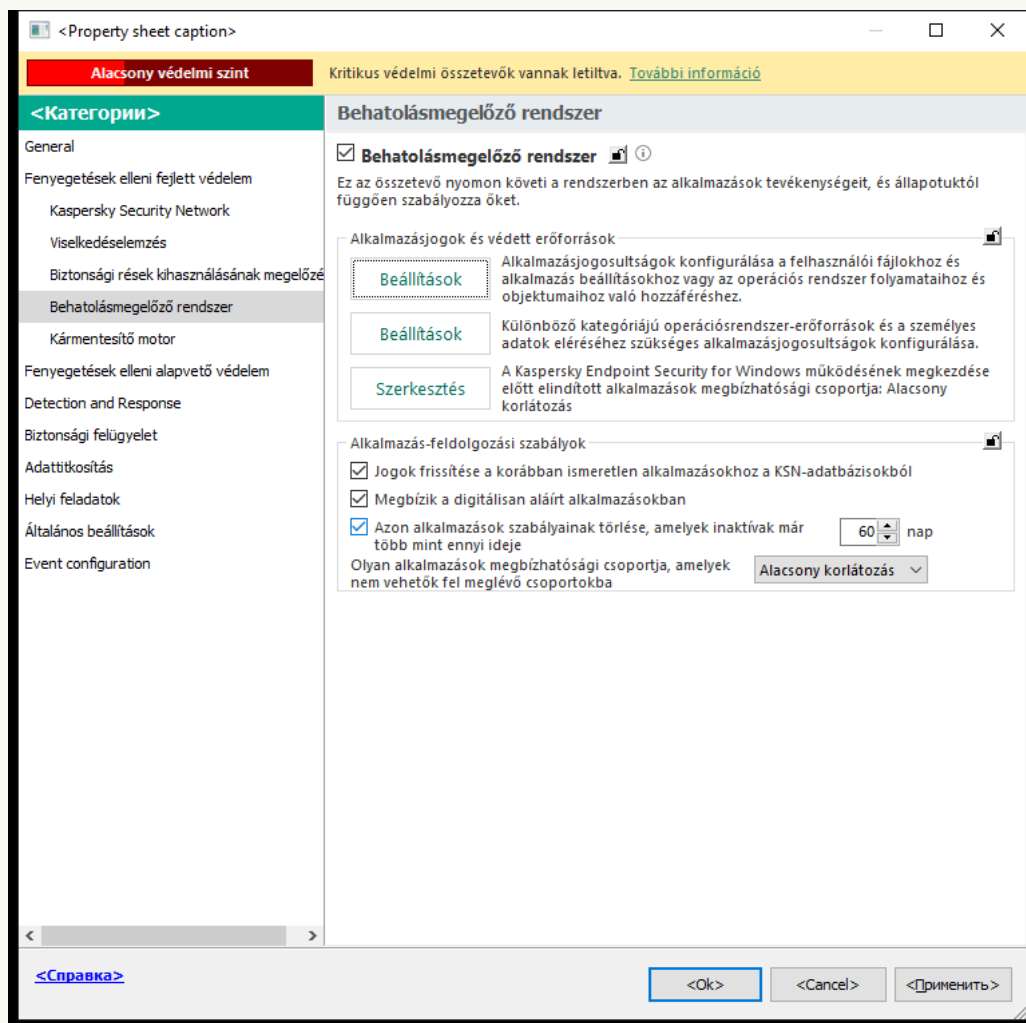 <Property sheet caption>
Alacsony védelmi szint
Kritikus védelmi összetevők vannak letiltva. További információ
<Категории>
General
Fenyegetések elleni fejlett védelem
Kaspersky Security Network
Viselkedéselemzés
Biztonsági rések kihasználásának megelőzé
Behatolásmegelőző rendszer
Kármentesítő motor
Fenyegetések elleni alapvető védelem
Detection and Response
Biztonsági felügyelet
Adattitkosítás
Helyi feladatok
Általános beállítások
Event configuration
Behatolásmegelőző rendszer
Behatolásmegelőző rendszer
Ez az összetevő nyomon követi a rendszerben az alkalmazások tevékenységeit, és állapotuktól
függően szabályozza őket.
Alkalmazásjogok és védett erőforrások
Beállítások
Alkalmazásjogosultságok konfigurálása a felhasználói fájlokhoz és
alkalmazás beállításokhoz vagy az operációs rendszer folyamataihoz és
objektumaihoz való hozzáféréshez.
Beállítások
Különböző kategóriájú operációsrendszer-erőforrások és a személyes
adatok eléréséhez szükséges alkalmazásjogosultságok konfigurálása.
Szerkesztés
A Kaspersky Endpoint Security for Windows működésének megkezdése
előtt elindított alkalmazások megbízhatósági csoportja: Alacsony
korlátozás
Alkalmazás-feldolgozási szabályok
Jogok frissítése a korábban ismeretlen alkalmazásokhoz a KSN-adatbázisokból
Megbízik a digitálisan aláírt alkalmazásokban
Azon alkalmazások szabályainak törlése, amelyek inaktívak már
több mint ennyi ideje
60 nap
Olyan alkalmazások megbízhatósági csoportja, amelyek
nem vehetők fel meglévő csoportokba
Alacsony korlátozás
<Справка>
<Ok>
<Cancel>
<Применить>